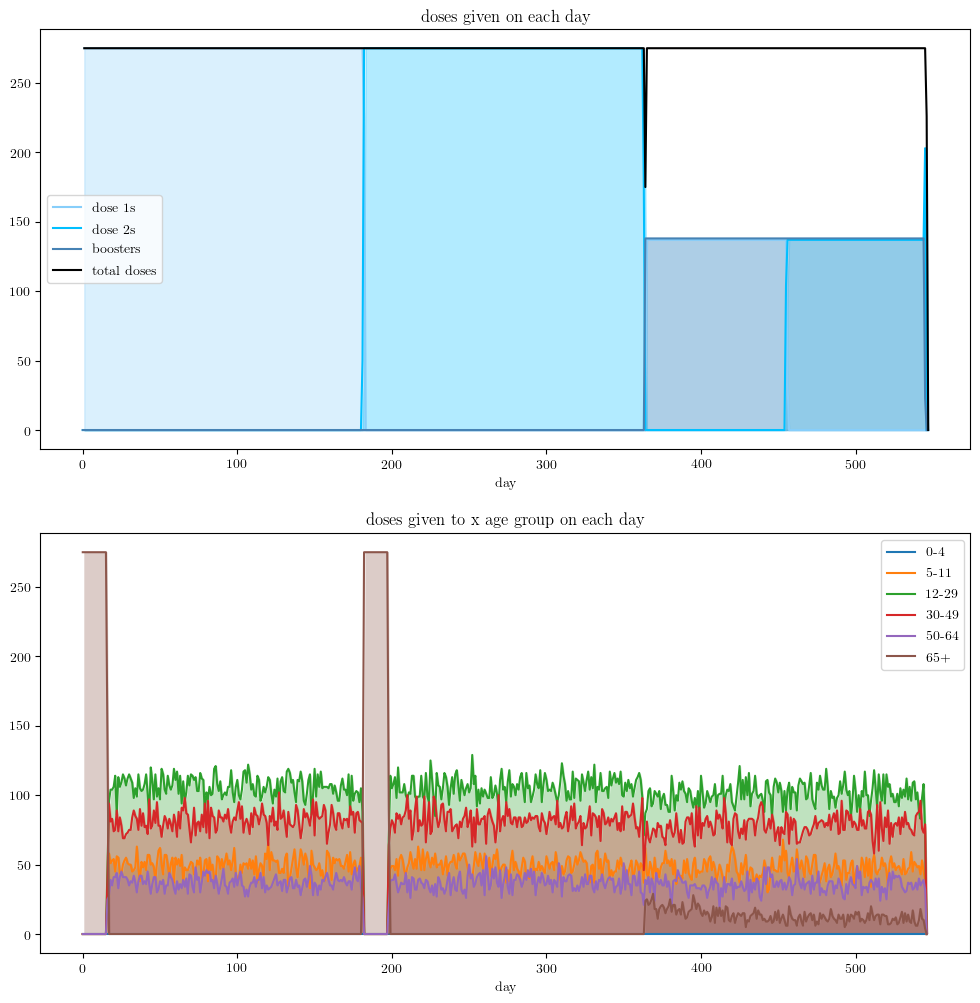 doses given on each day
250
200
150
100
50
0
dose 1s
dose 2s
boosters
total doses
0 100 200 300 400 500
day
doses given to x age group on each day
250
200
150
100
50
0
0-4
5-11
12-29
30-49
50-64
65+
0 100 200 300 400 500
day